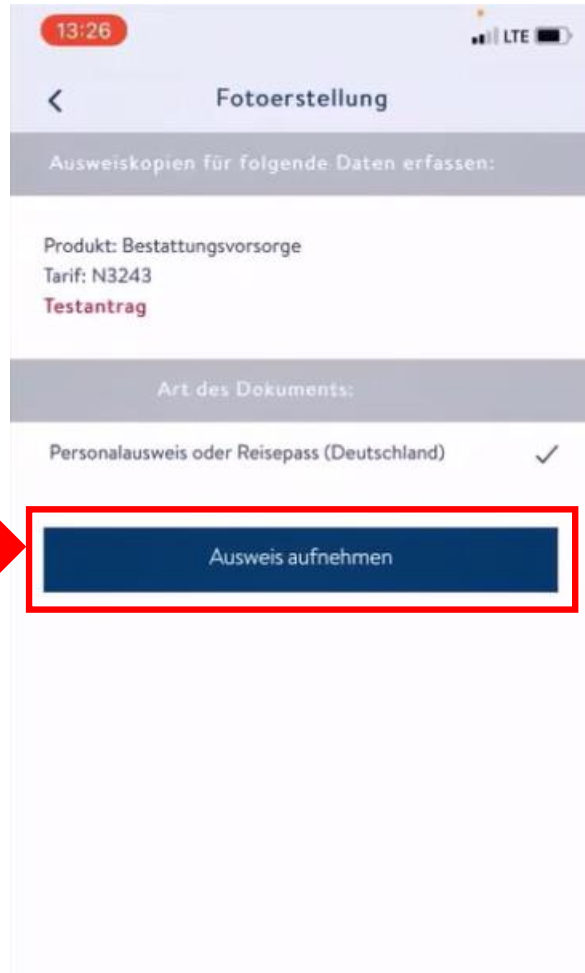 13:26
LTE
Fotoerstellung
Ausweiskopien für folgende Daten erfassen:
Produkt: Bestattungsvorsorge
Tarif: N3243
Testantrag
Art des Dokuments:
Personalausweis oder Reisepass (Deutschland)
Ausweis aufnehmen